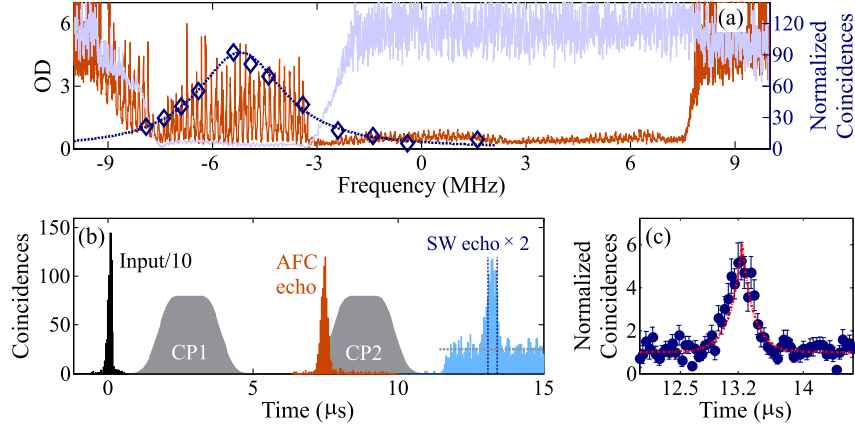 (a)
OD
6
3
0
120
90
60
30
0
Normalized
Coincidences
-9
-6
-3
0
3
6
9
Frequency (MHz)
(b)
Coincidences
150
100
50
0
Input/10
CP1
AFC
echo
CP2
SW echo × 2
0
5
10
15
Time (μs)
(c)
Normalized
Coincidences
6
4
2
0
12.5
13.2
14
Time (μs)